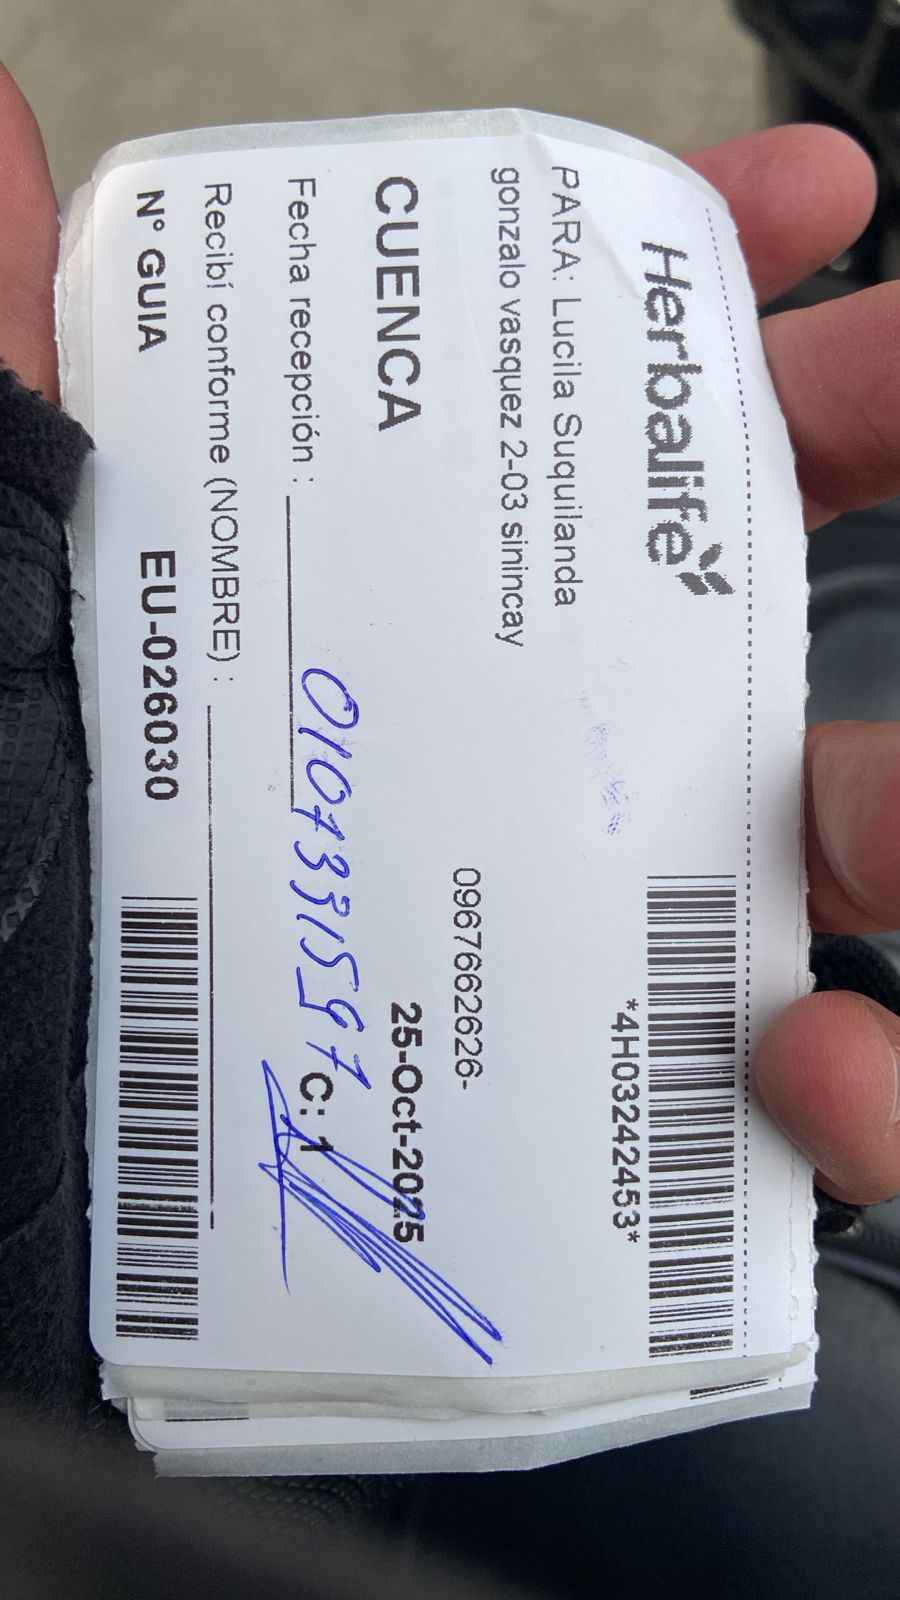 Herbalife
*4H03242453*
PARA: Lucila Suquilanda
gonzalo vasquez 2-03 sinincay
0967662626-
CUENCA
25-Oct-2025
Fecha recepción :
0107331597
C: 1
Recibí conforme (NOMBRE) :
N° GUIA
EU-026030